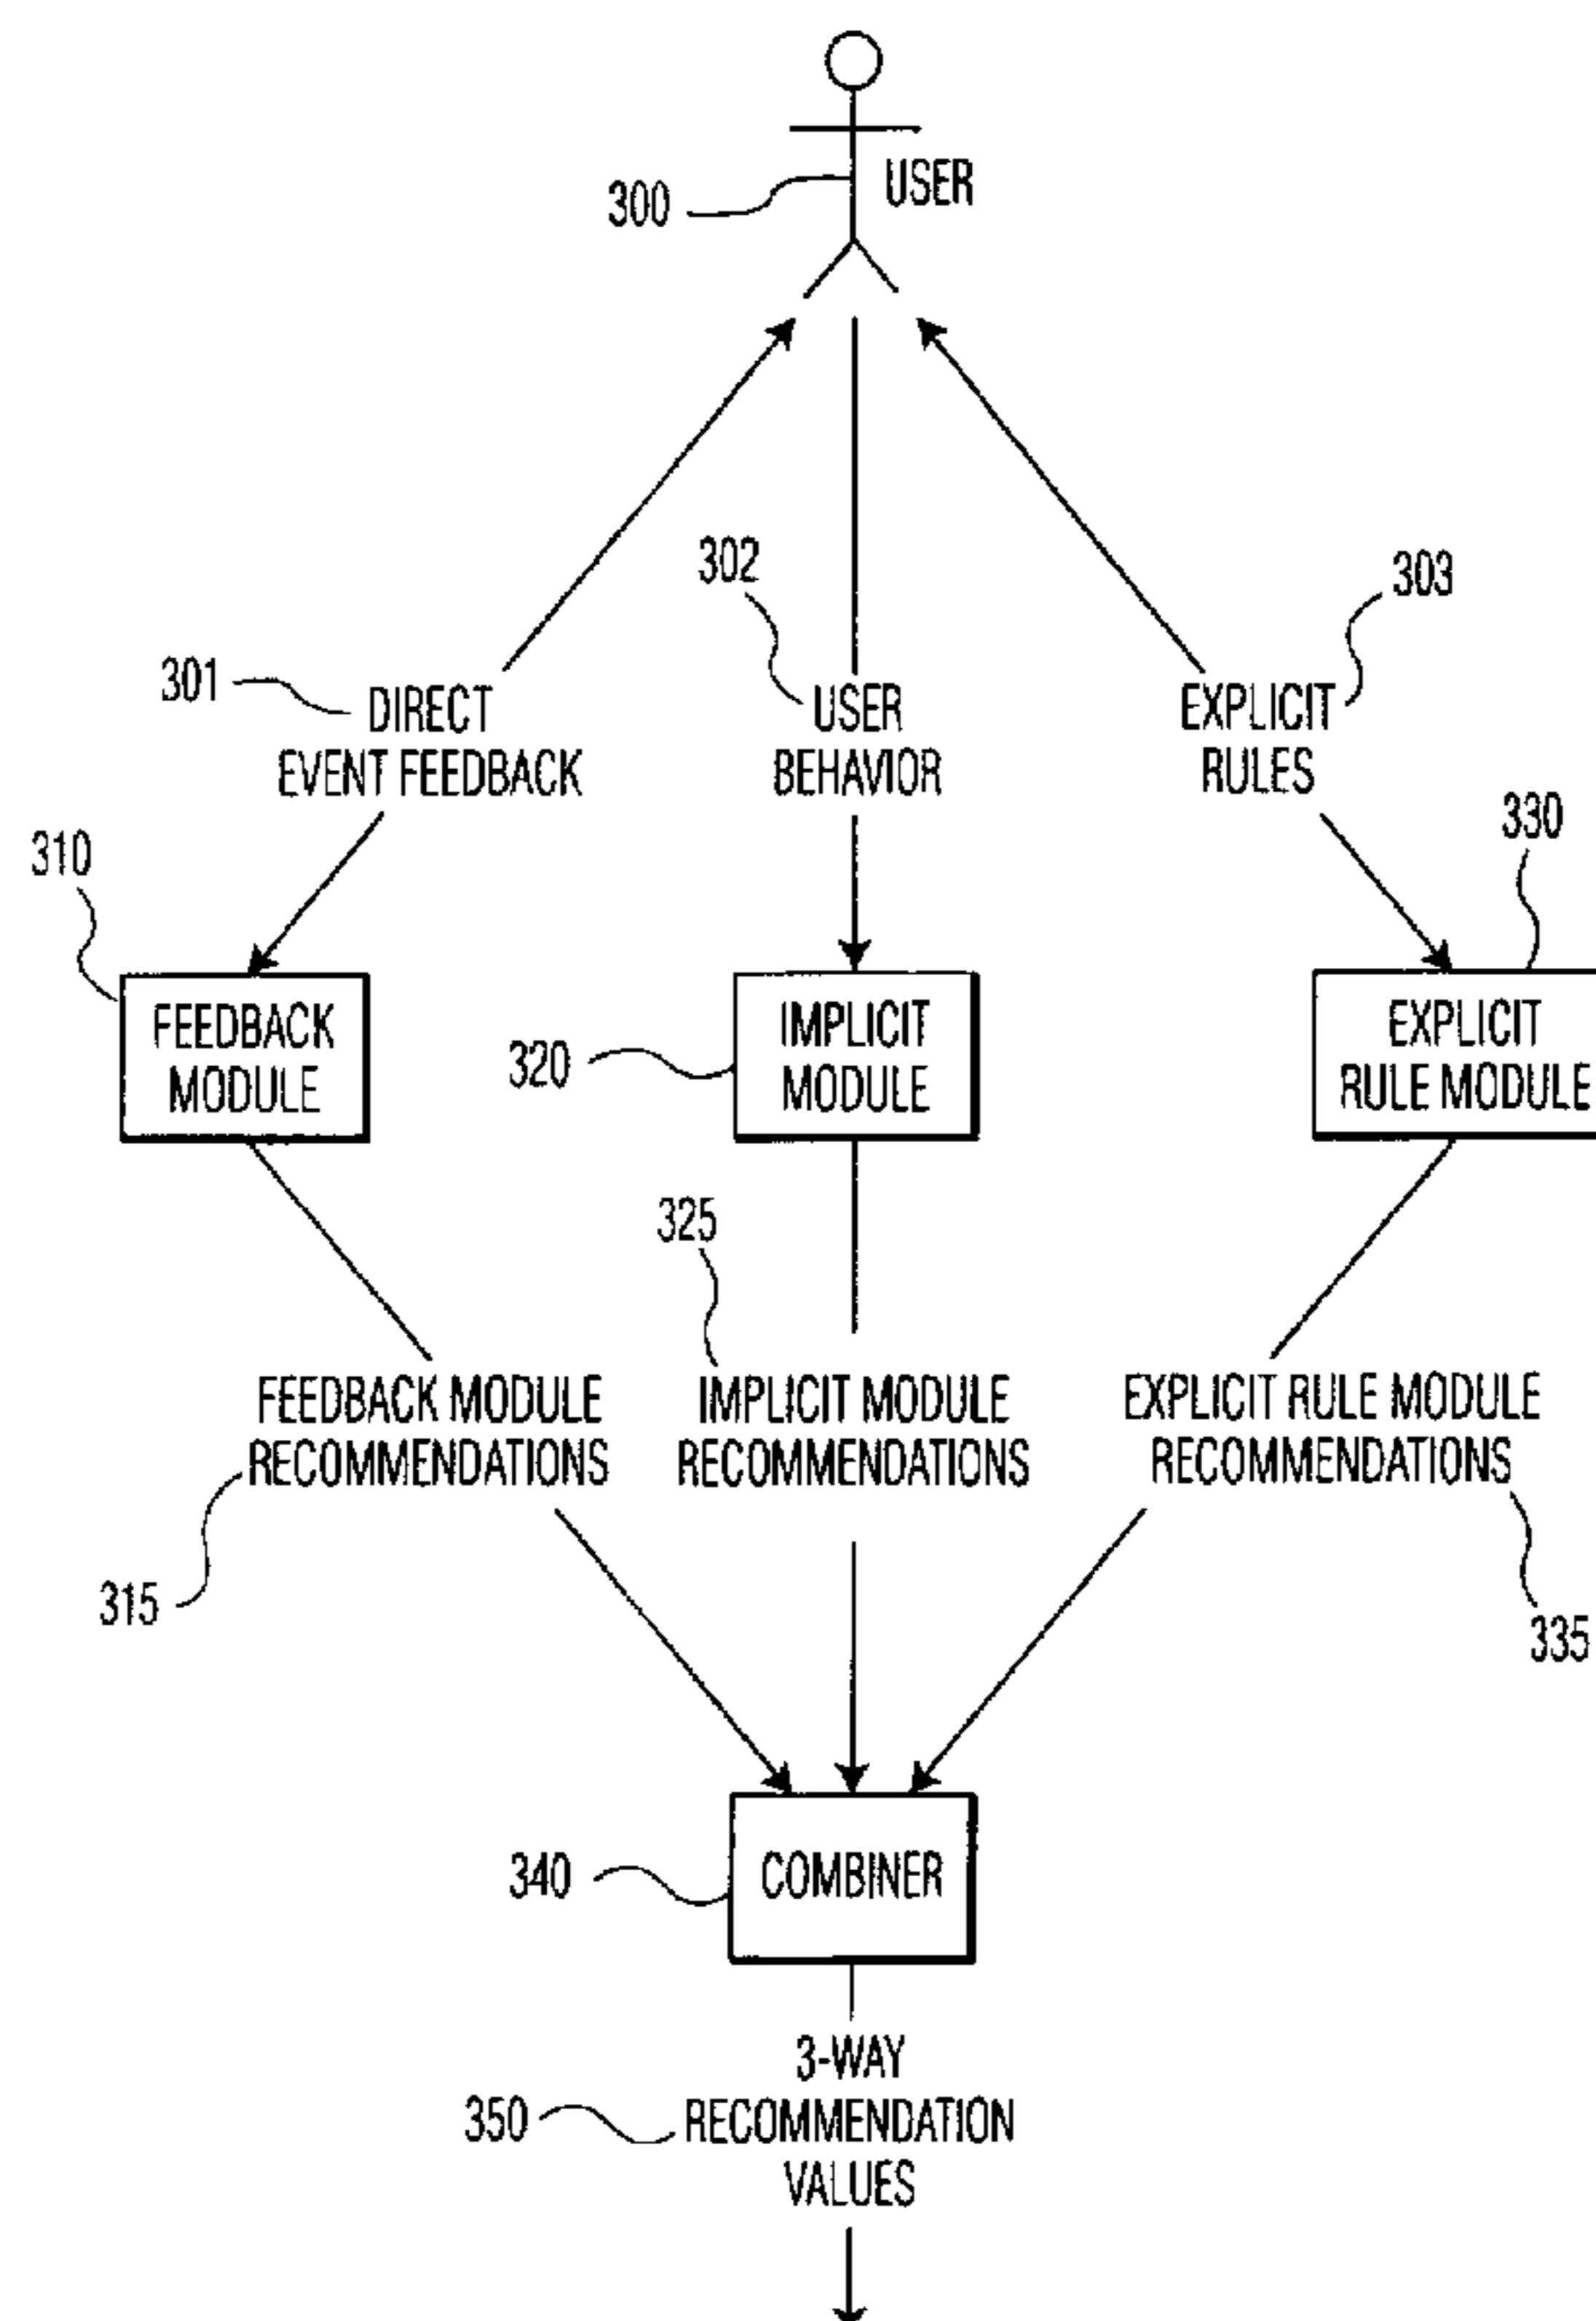 300
USER
301
302
303
DIRECT
EVENT FEEDBACK
USER
BEHAVIOR
EXPLICIT
RULES
310
330
FEEDBACK
MODULE
320
IMPLICIT
MODULE
EXPLICIT
RULE MODULE
325
FEEDBACK MODULE
RECOMMENDATIONS
IMPLICIT MODULE
RECOMMENDATIONS
EXPLICIT RULE MODULE
RECOMMENDATIONS
315
335
340
COMBINER
3-WAY
350
RECOMMENDATION
VALUES